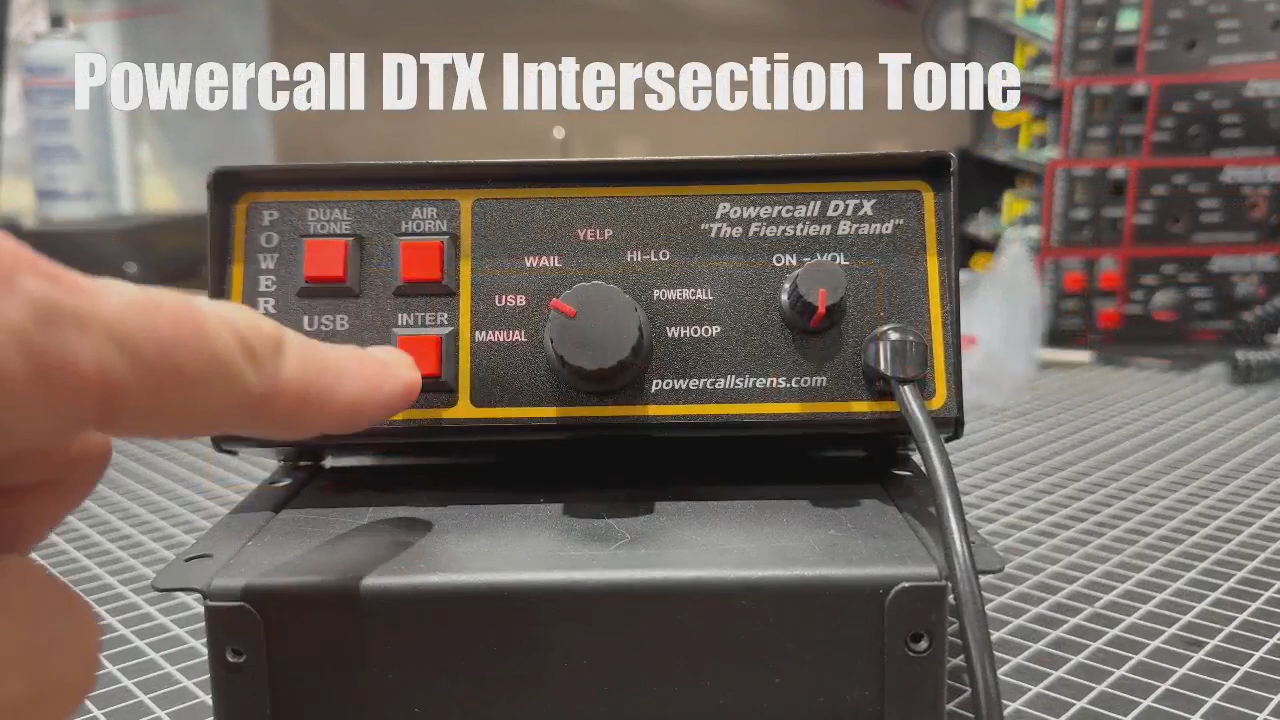 Powercall DTX Intersection Tone
POWER
DUAL
TONE
AIR
HORN
USB
INTER
YELP
WAIL
HI-LO
USB
POWERCALL
MANUAL
WHOOP
Powercall DTX
"The Fierstien Brand"
ON - VOL
powercallsirens.com